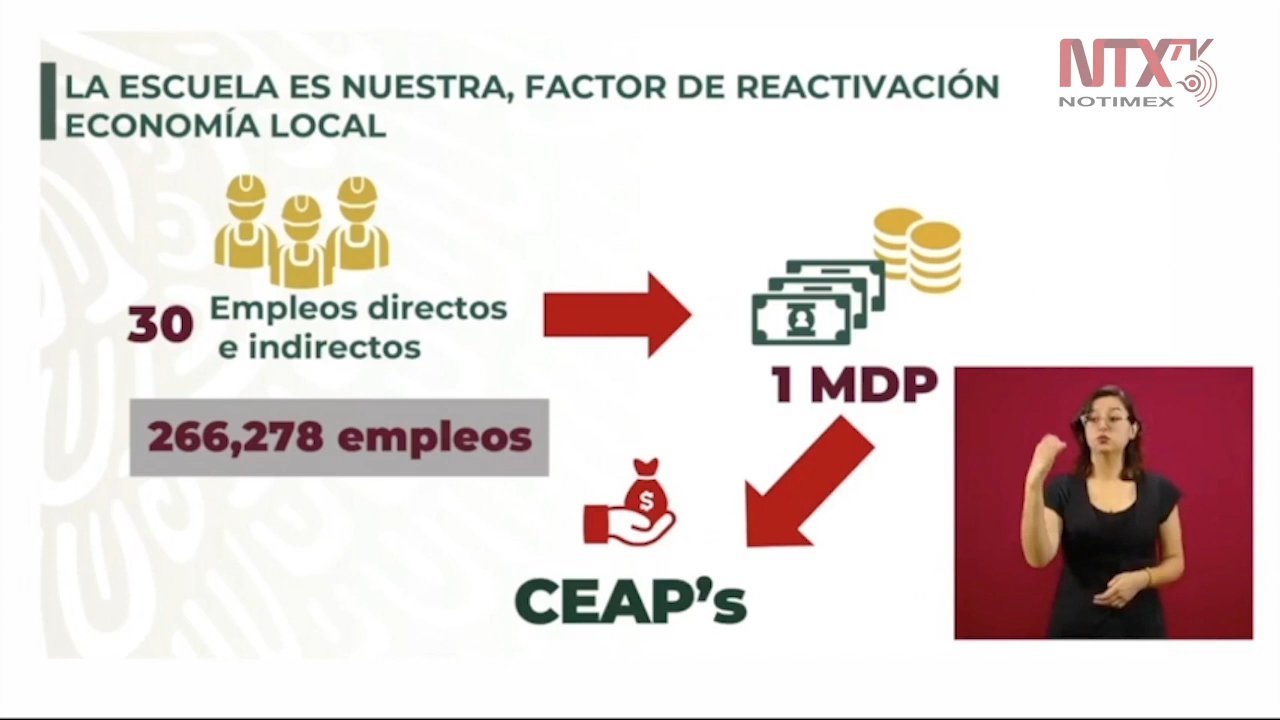 LA ESCUELA ES NUESTRA, FACTOR DE REACTIVACIÓN
ECONOMÍA LOCAL
NTX
NOTIMEX
30 Empleos directos
e indirectos
266,278 empleos
1 MDP
$
CEAP's